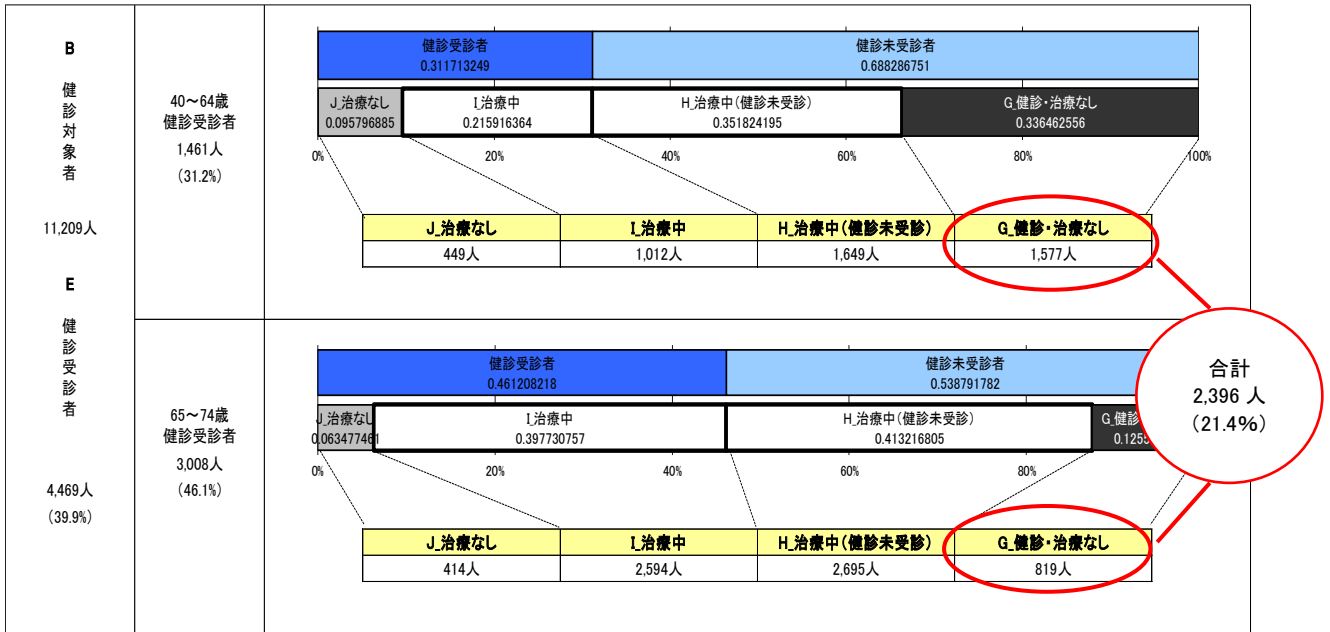 B
健
診
対
象
者
11,209人
E
健
診
受
診
者
4,469人
(39.9%)
40～64歳
健診受診者
1,461人
(31.2%)
健診受診者
0.311713249
健診未受診者
0.688286751
J_治療なし
0.095796885
I_治療中
0.215916364
H_治療中(健診未受診)
0.351824195
G_健診・治療なし
0.336462556
0% 20% 40% 60% 80% 100%
J_治療なし I_治療中 H_治療中(健診未受診) G_健診・治療なし
449人 1,012人 1,649人 1,577人
65～74歳
健診受診者
3,008人
(46.1%)
健診受診者
0.461208218
健診未受診者
0.538791782
J_治療なし
0.063477461
I_治療中
0.397730757
H_治療中(健診未受診)
0.413216805
G_健診
0.1255
0% 20% 40% 60% 80%
J_治療なし I_治療中 H_治療中(健診未受診) G_健診・治療なし
414人 2,594人 2,695人 819人
合計
2,396 人
(21.4%)